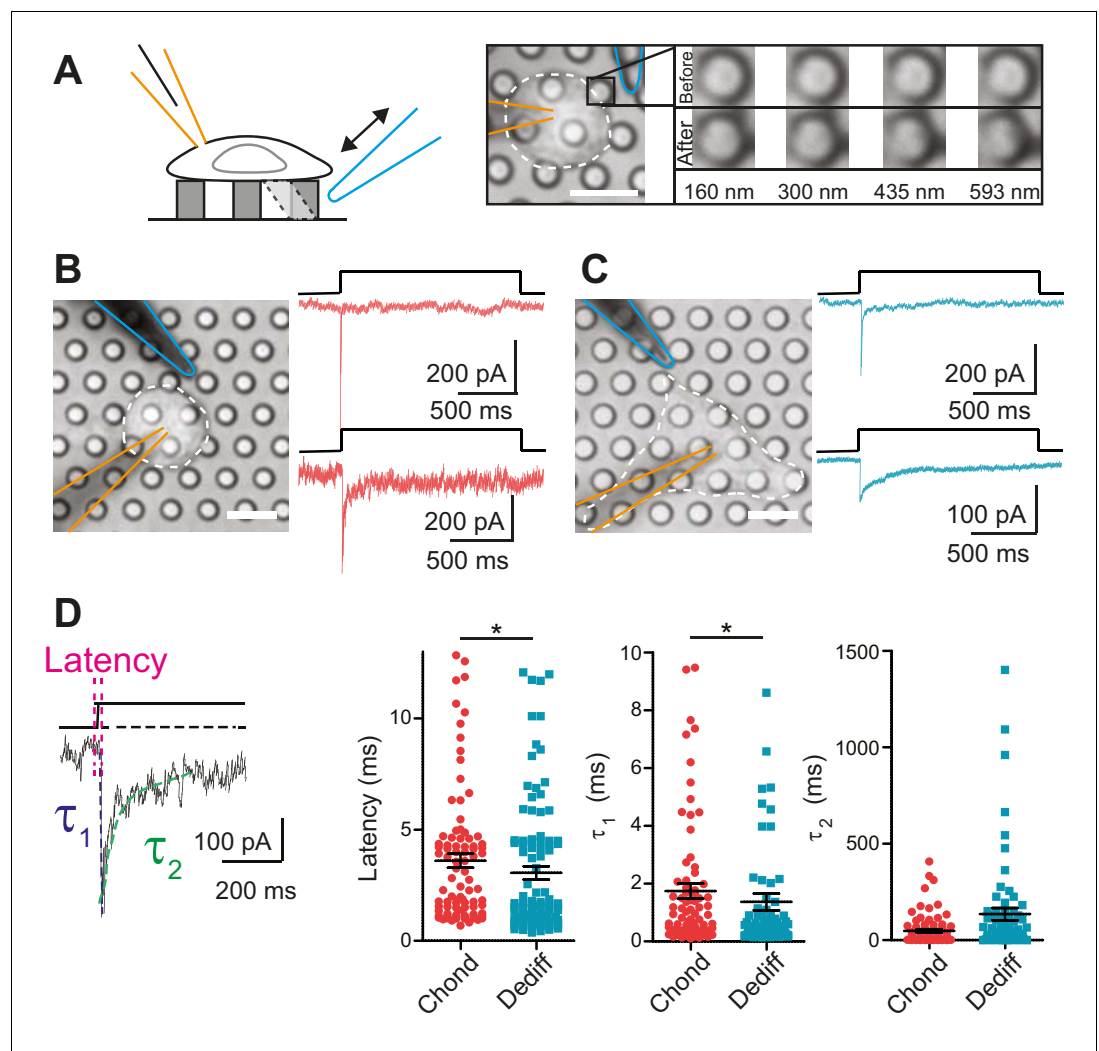 A
Before
After
160 nm 300 nm 435 nm 593 nm
B
200 pA
500 ms
200 pA
500 ms
C
200 pA
500 ms
100 pA
500 ms
D
Latency
τ1
τ2
100 pA
200 ms
*
Latency (ms)
10
5
0
Chond
Dediff
*
τ1 (ms)
10
8
6
4
2
0
Chond
Dediff
τ2 (ms)
1500
1000
500
0
Chond
Dediff